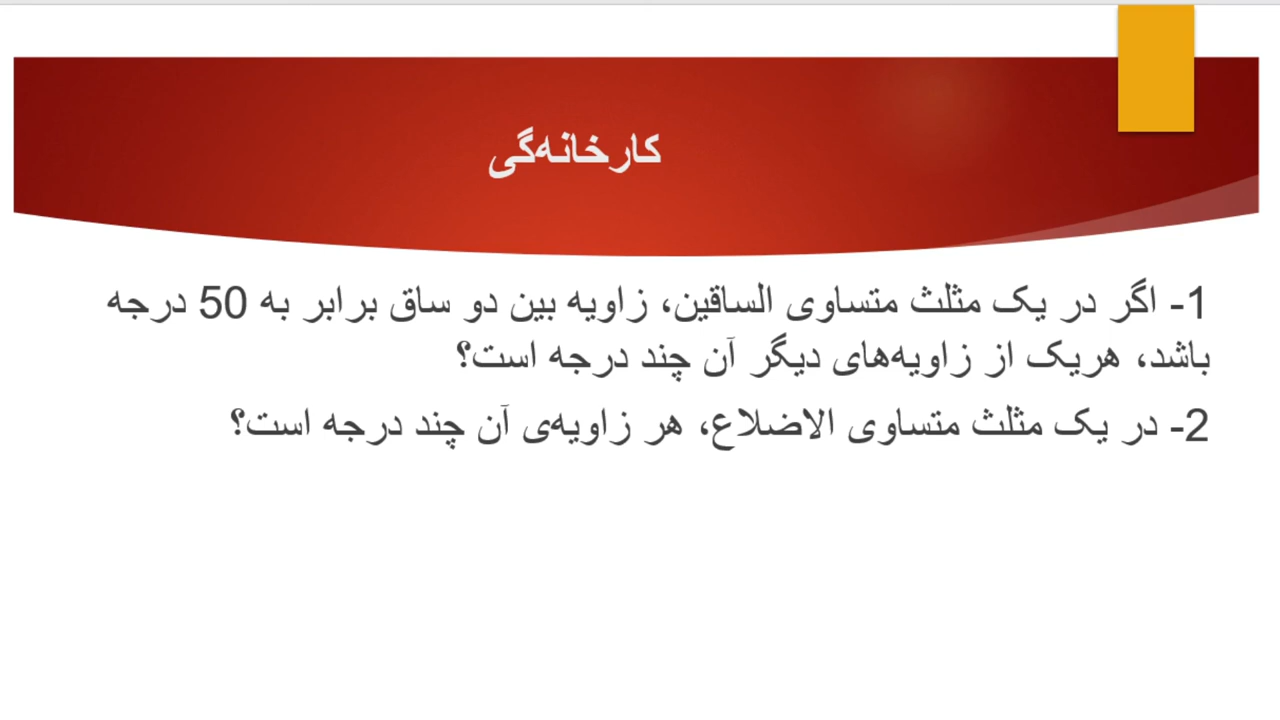 کارخانه‌گی
1- اگر در یک مثلث متساوی الساقین، زاویه بین دو ساق برابر به 50 درجه
باشد، هریک از زاویه‌های دیگر آن چند درجه است؟
2- در یک مثلث متساوی الاضلاع، هر زاویه‌ی آن چند درجه است؟